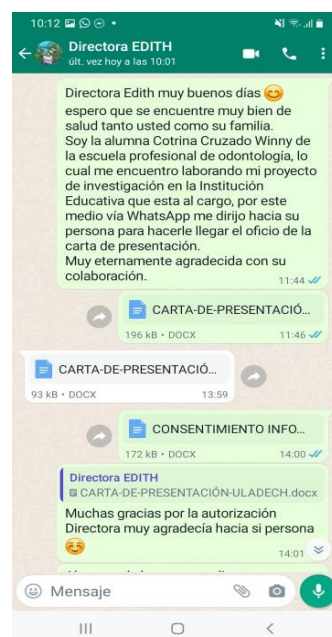 10:12
Directora EDITH
últ. vez hoy a las 10:01
Directora Edith muy buenos días
espero que se encuentre muy bien de
salud tanto usted como su familia.
Soy la alumna Cotrina Cruzado Winny de
la escuela profesional de odontología, lo
cual me encuentro laborando mi proyecto
de investigación en la Institución
Educativa que esta al cargo, por este
medio vía WhatsApp me dirijo hacia su
persona para hacerle llegar el oficio de la
carta de presentación.
Muy eternamente agradecida con su
colaboración.
11:44
CARTA-DE-PRESENTACIÓ...
196 kB • DOCX
11:46
CARTA-DE-PRESENTACIÓ...
93 kB • DOCX
13:59
CONSENTIMIENTO INFO...
172 kB • DOCX
14:00
Directora EDITH
CARTA-DE-PRESENTACIÓN-ULADECH.docx
Muchas gracias por la autorización
Directora muy agradecía hacia si persona
14:01
Mensaje